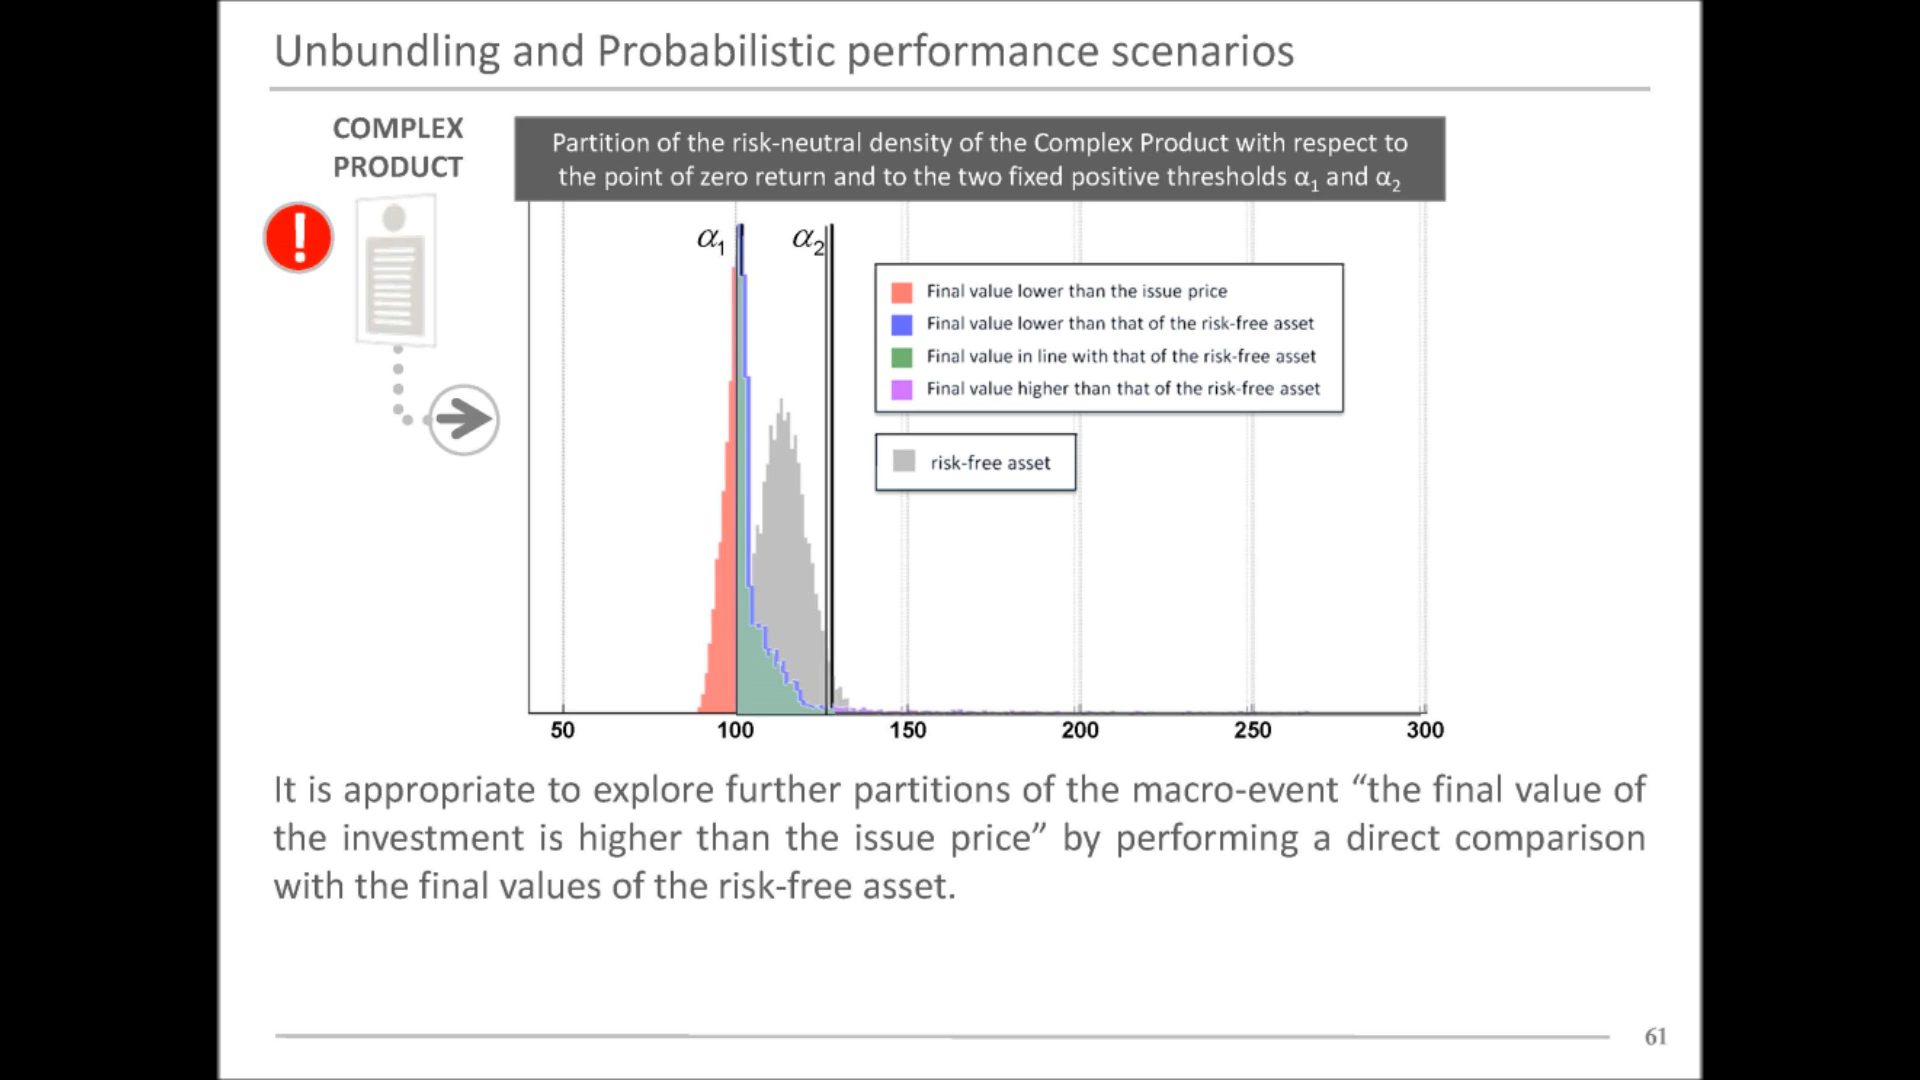 Unbundling and Probabilistic performance scenarios
COMPLEX
PRODUCT
Partition of the risk-neutral density of the Complex Product with respect to
the point of zero return and to the two fixed positive thresholds α₁ and α₂
α₁
α₂
Final value lower than the issue price
Final value lower than that of the risk-free asset
Final value in line with that of the risk-free asset
Final value higher than that of the risk-free asset
risk-free asset
50 100 150 200 250 300
It is appropriate to explore further partitions of the macro-event “the final value of
the investment is higher than the issue price” by performing a direct comparison
with the final values of the risk-free asset.
61